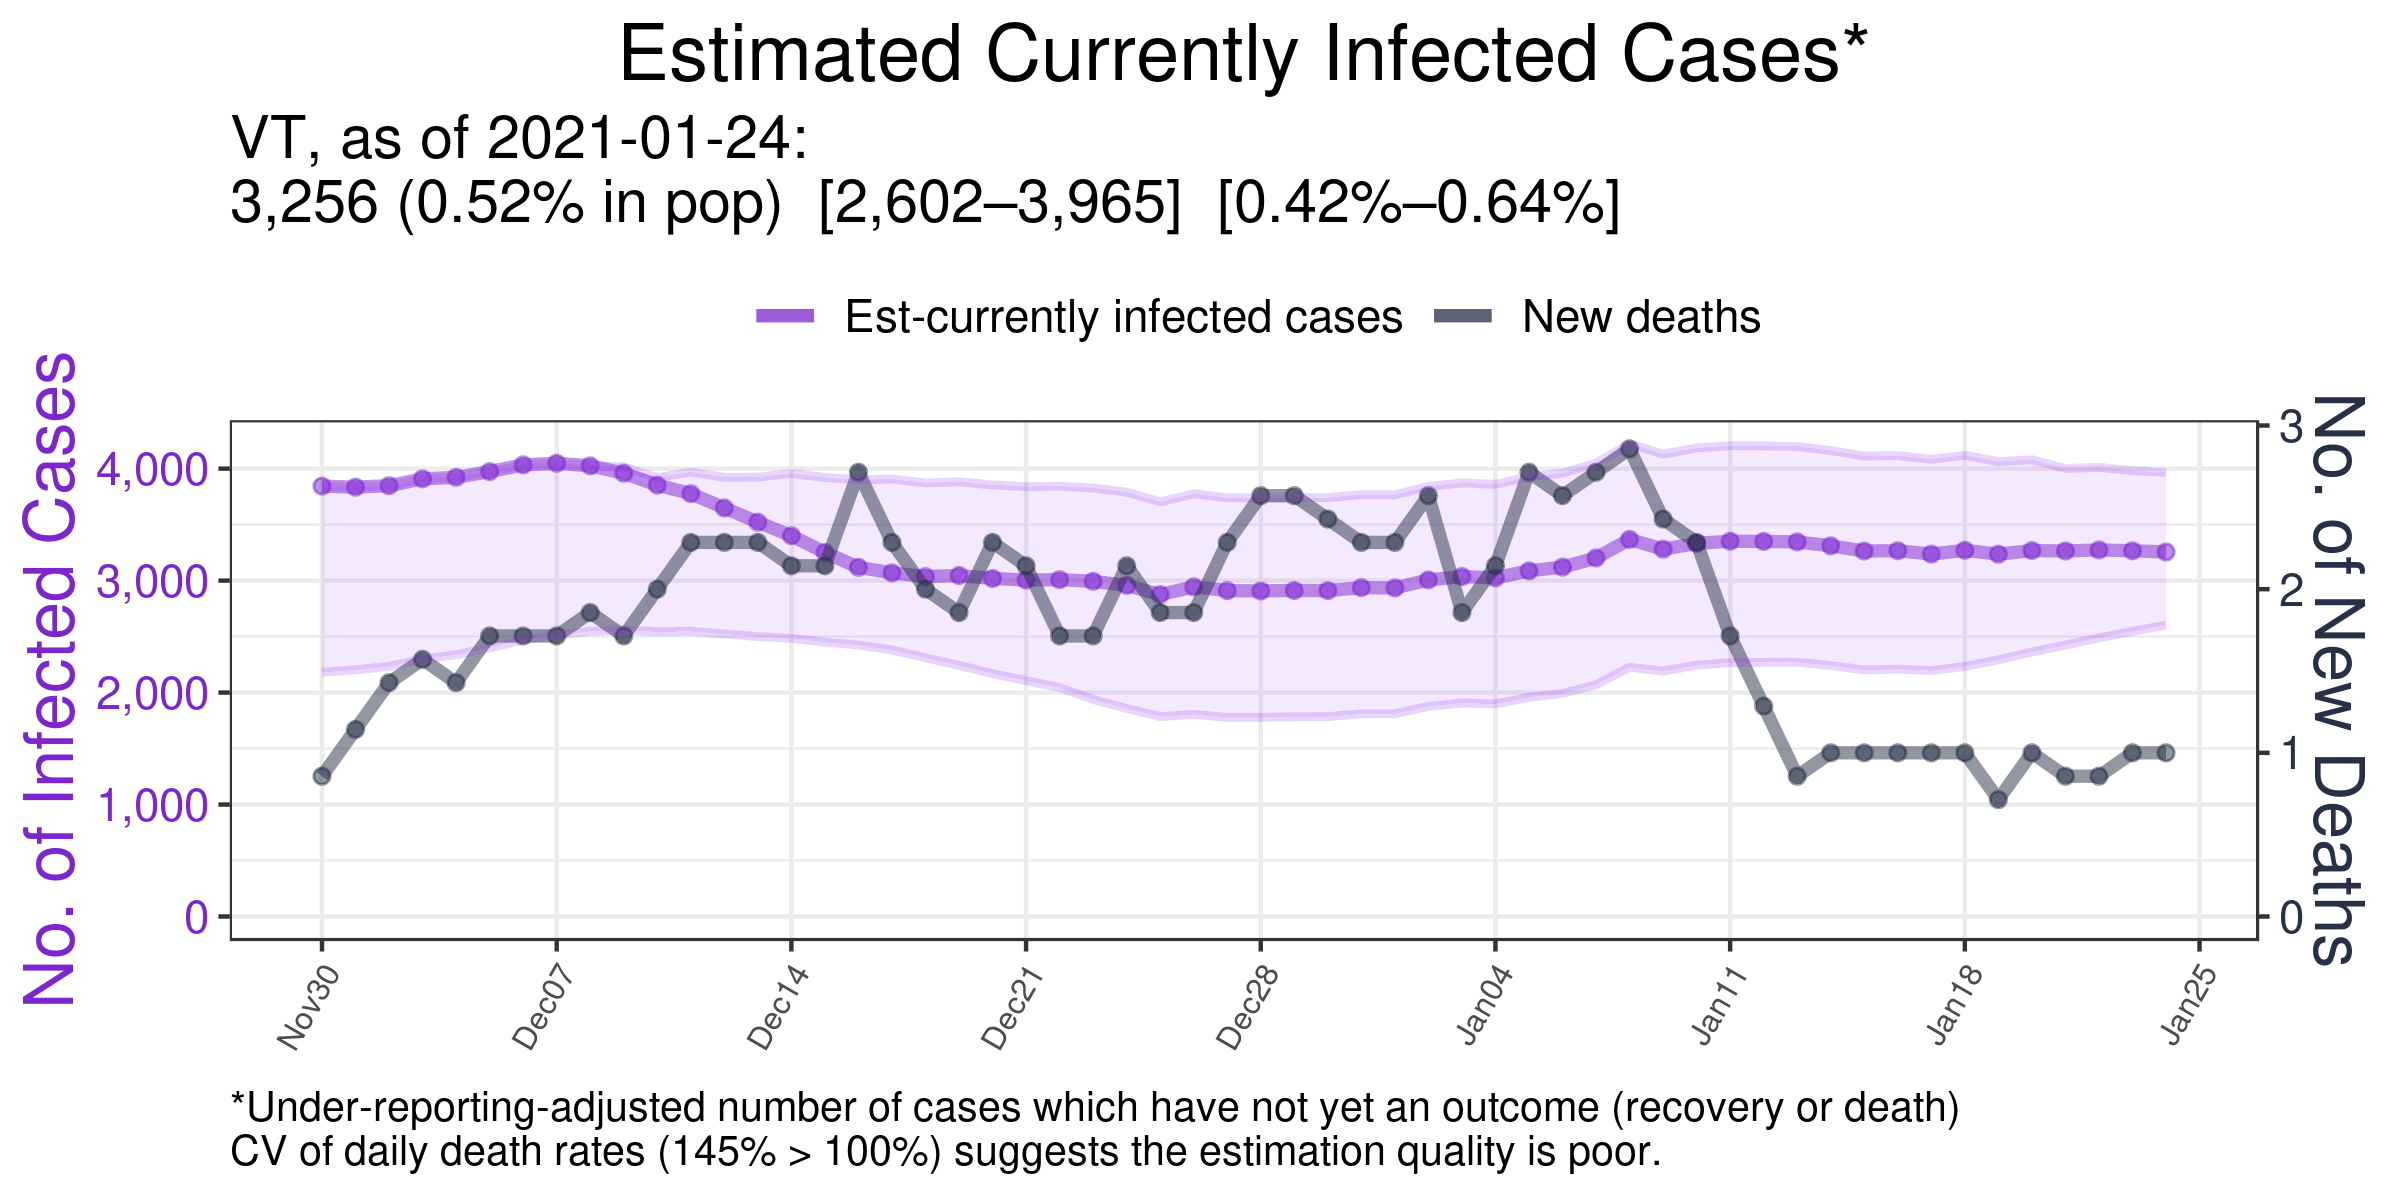 Estimated Currently Infected Cases*
VT, as of 2021-01-24:
3,256 (0.52% in pop)  [2,602–3,965]  [0.42%–0.64%]
Est-currently infected cases
New deaths
No. of Infected Cases
4,000
3,000
2,000
1,000
0
3
2
1
0
No. of New Deaths
Nov30
Dec07
Dec14
Dec21
Dec28
Jan04
Jan11
Jan18
Jan25
*Under-reporting-adjusted number of cases which have not yet an outcome (recovery or death)
CV of daily death rates (145% > 100%) suggests the estimation quality is poor.